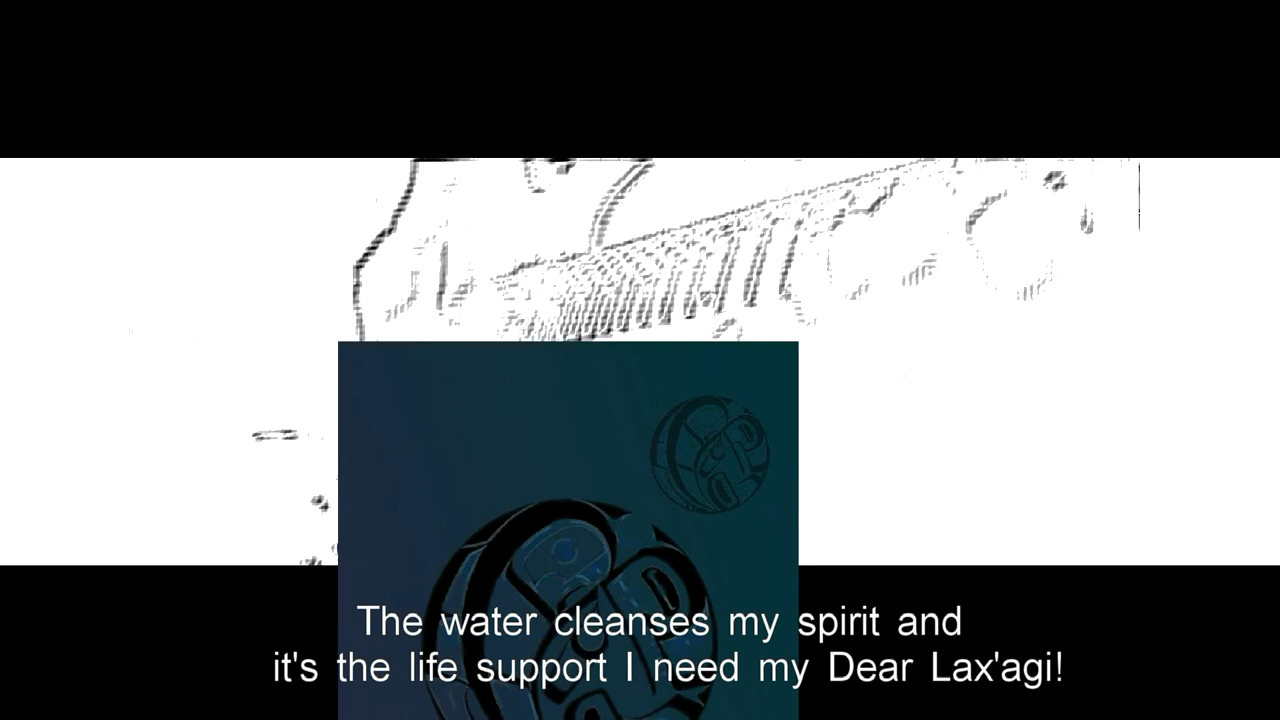 The water cleanses my spirit and
it's the life support I need my Dear Lax'agi!